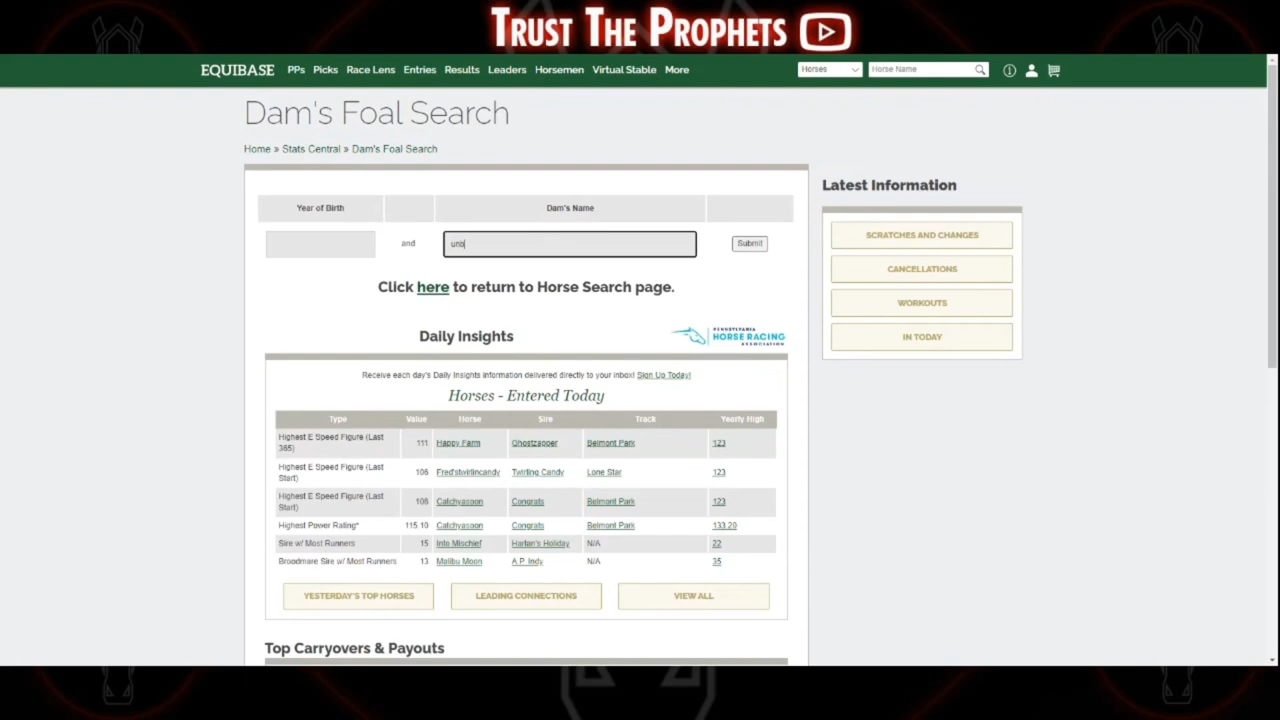 TRUST THE PROPHETS
EQUIBASE PPs Picks Race Lens Entries Results Leaders Horsemen Virtual Stable More Horses Horse Name
Dam's Foal Search
Home » Stats Central » Dam's Foal Search
Latest Information
Year of Birth Dam's Name
and unb Submit
SCRATCHES AND CHANGES
CANCELLATIONS
WORKOUTS
IN TODAY
Click here to return to Horse Search page.
Daily Insights
PENNSYLVANIA
HORSE RACING
ASSOCIATION
Receive each day's Daily Insights information delivered directly to your inbox! Sign Up Today!
Horses - Entered Today
Type Value Horse Sire Track Yearly High
Highest E Speed Figure (Last 365) 111 Happy Farm Ghostzapper Belmont Park 123
Highest E Speed Figure (Last Start) 106 Fred'stwirlincandy Twirling Candy Lone Star 123
Highest E Speed Figure (Last Start) 106 Catchyasoon Congrats Belmont Park 123
Highest Power Rating* 115.10 Catchyasoon Congrats Belmont Park 133.20
Sire w/ Most Runners 15 Into Mischief Harlan's Holiday N/A 22
Broodmare Sire w/ Most Runners 13 Malibu Moon A.P. Indy N/A 35
YESTERDAY'S TOP HORSES LEADING CONNECTIONS VIEW ALL
Top Carryovers & Payouts